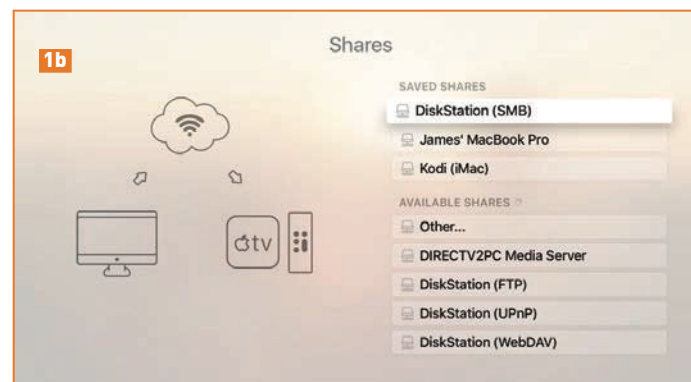 Shares
1b
SAVED SHARES
DiskStation (SMB)
James' MacBook Pro
Kodi (iMac)
AVAILABLE SHARES
Other...
DIRECTV2PC Media Server
DiskStation (FTP)
DiskStation (UPnP)
DiskStation (WebDAV)
tv